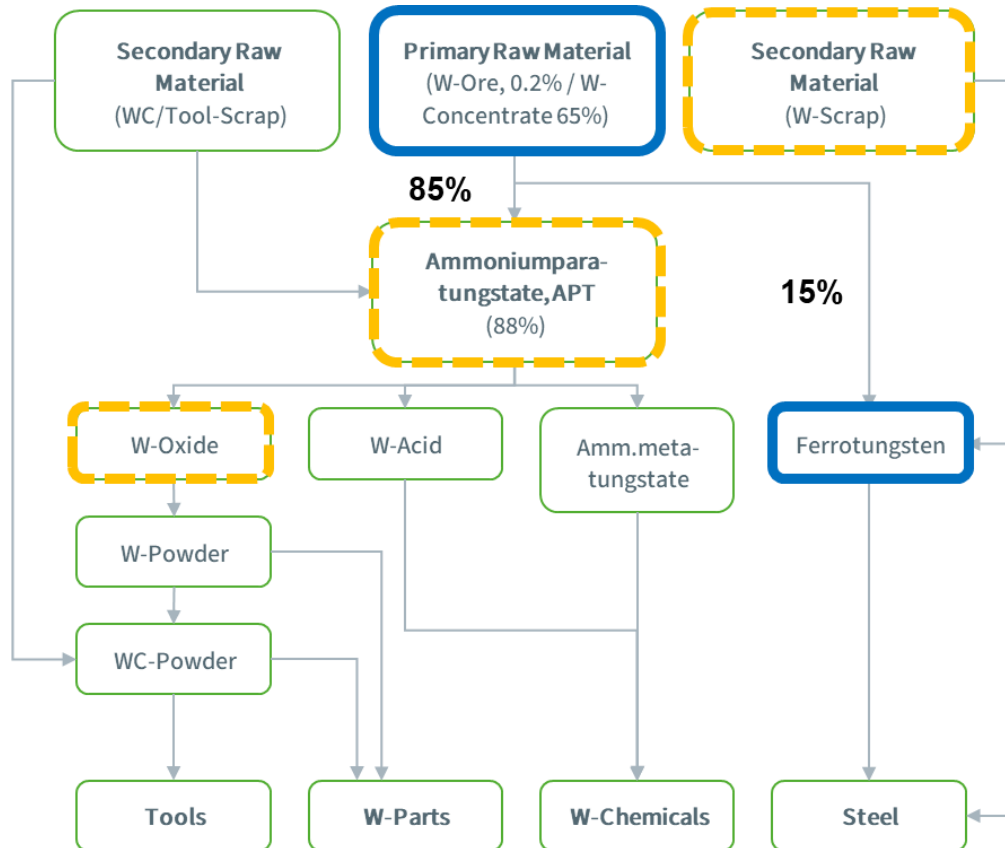 Secondary Raw
Material
(WC/Tool-Scrap)
Primary Raw Material
(W-Ore, 0.2% / W-
Concentrate 65%)
Secondary Raw
Material
(W-Scrap)
85%
Ammoniumpara-
tungstate, APT
(88%)
15%
W-Oxide
W-Acid
Amm.meta-
tungstate
Ferrotungsten
W-Powder
WC-Powder
Tools
W-Parts
W-Chemicals
Steel